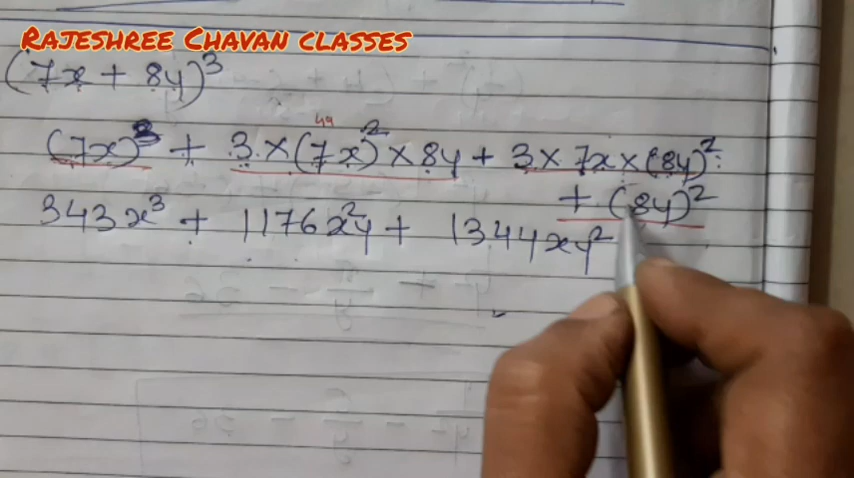 RAJESHREE CHAVAN CLASSES
(7x + 8y)³
49
(7x)³ + 3 × (7x)² × 8y + 3 × 7x × (8y)²
+ (8y)²
343x³ + 1176x²y + 1344xy²